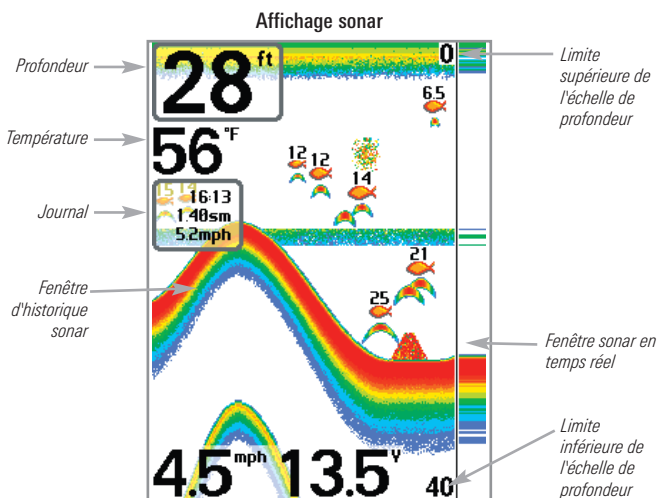 Affichage sonar
Profondeur
28 ft
0
Limite
supérieure de
l'échelle de
profondeur
6.5
Température
56 °F
12
12
14
15 14
16:13
1.40sm
5.2mph
Journal
21
25
Fenêtre
d'historique
sonar
Fenêtre sonar en
temps réel
4.5 mph
13.5 V
40
Limite
inférieure de
l'échelle de
profondeur